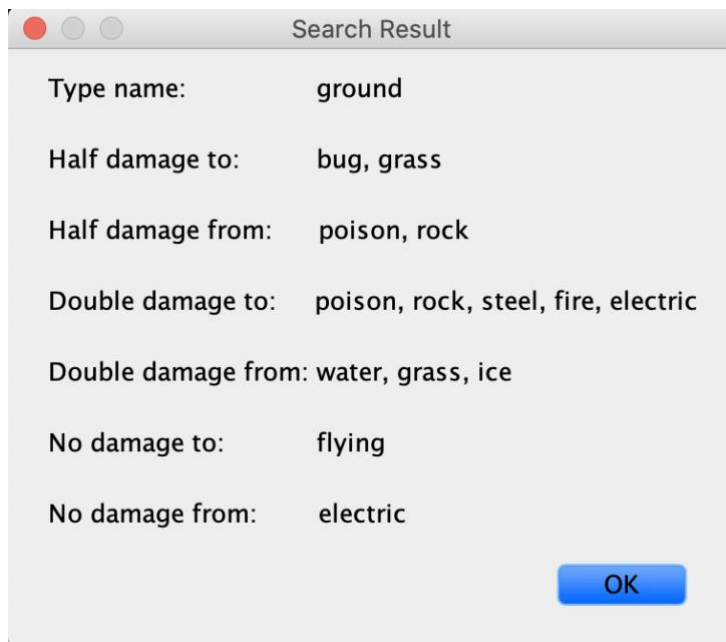 Search Result
Type name: ground
Half damage to: bug, grass
Half damage from: poison, rock
Double damage to: poison, rock, steel, fire, electric
Double damage from: water, grass, ice
No damage to: flying
No damage from: electric
OK